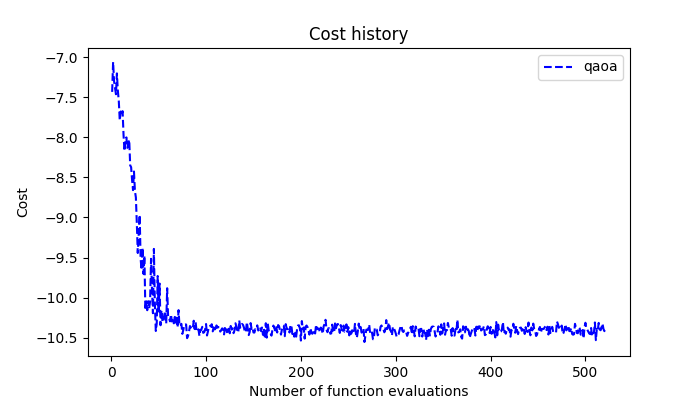 Cost history
qaoa
−7.0
−7.5
−8.0
−8.5
−9.0
−9.5
−10.0
−10.5
Cost
0 100 200 300 400 500
Number of function evaluations